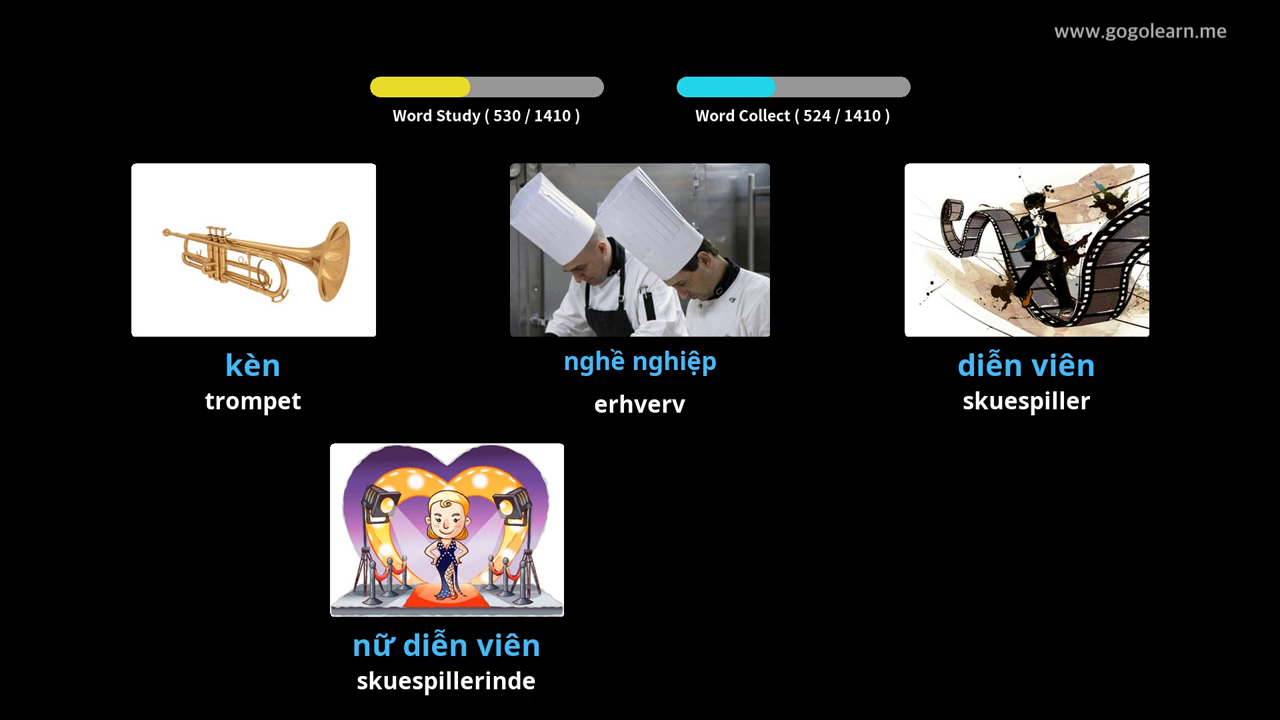 www.gogolearn.me
Word Study ( 530 / 1410 )
Word Collect ( 524 / 1410 )
kèn
trompet
nghề nghiệp
erhverv
diễn viên
skuespiller
nữ diễn viên
skuespillerinde